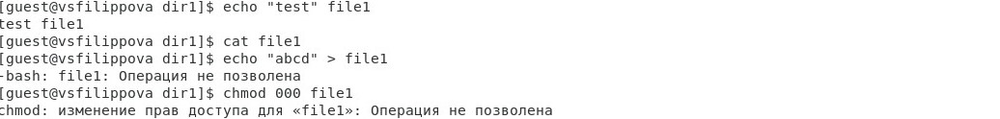 [guest@vsfilippova dir1]$ echo "test" file1
test file1
[guest@vsfilippova dir1]$ cat file1
[guest@vsfilippova dir1]$ echo "abcd" > file1
-bash: file1: Операция не позволена
[guest@vsfilippova dir1]$ chmod 000 file1
chmod: изменение прав доступа для «file1»: Операция не позволена